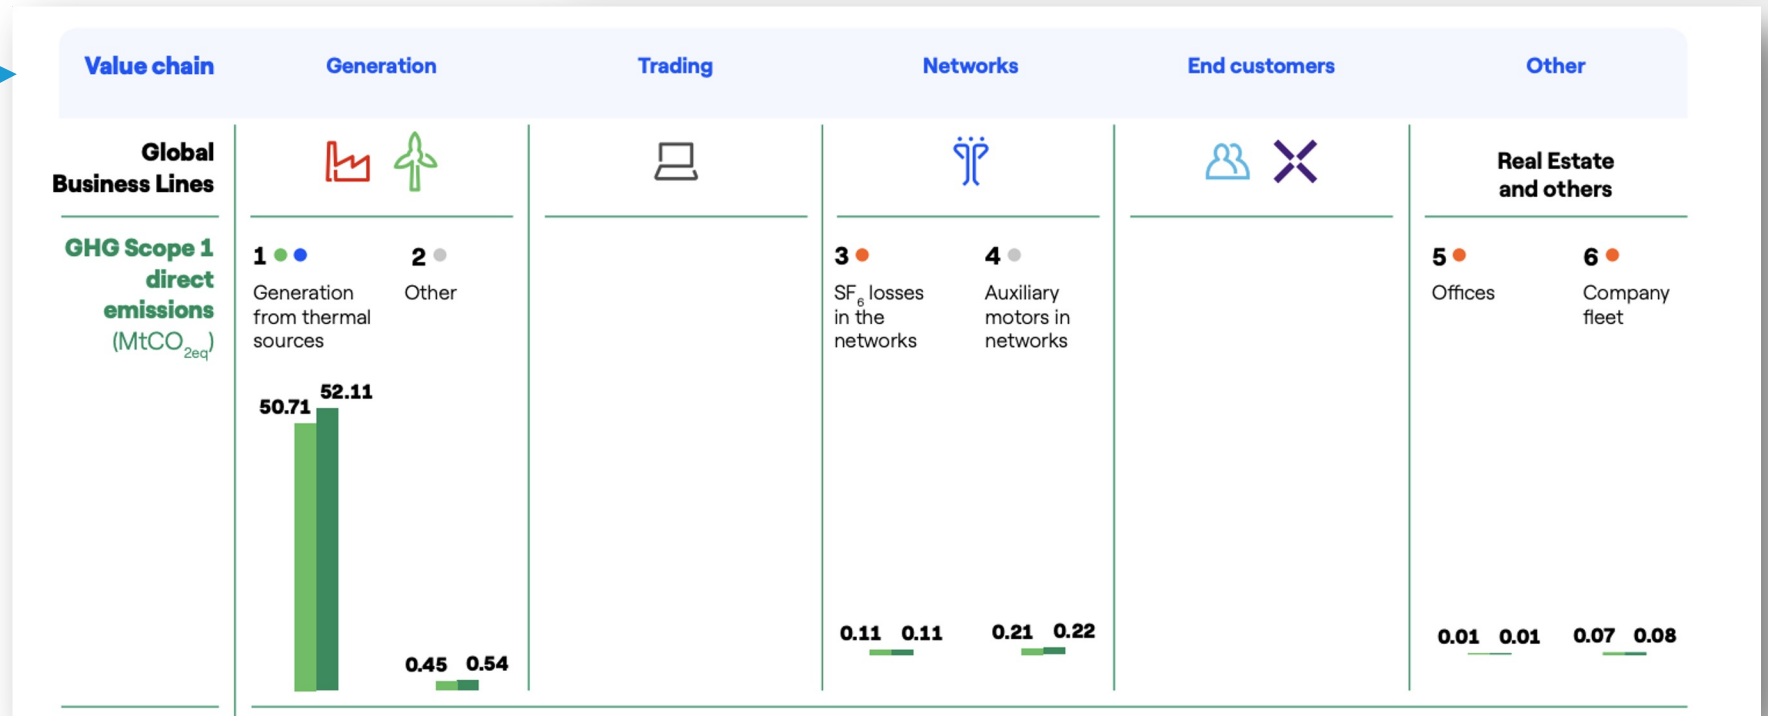 Value chain
Generation
Trading
Networks
End customers
Other
Global
Business Lines
Real Estate
and others
GHG Scope 1
direct
emissions
(MtCO2eq)
1
Generation
from thermal
sources
2
Other
3
SF6 losses
in the
networks
4
Auxiliary
motors in
networks
5
Offices
6
Company
fleet
50.71
52.11
0.45 0.54
0.11 0.11
0.21 0.22
0.01 0.01
0.07 0.08